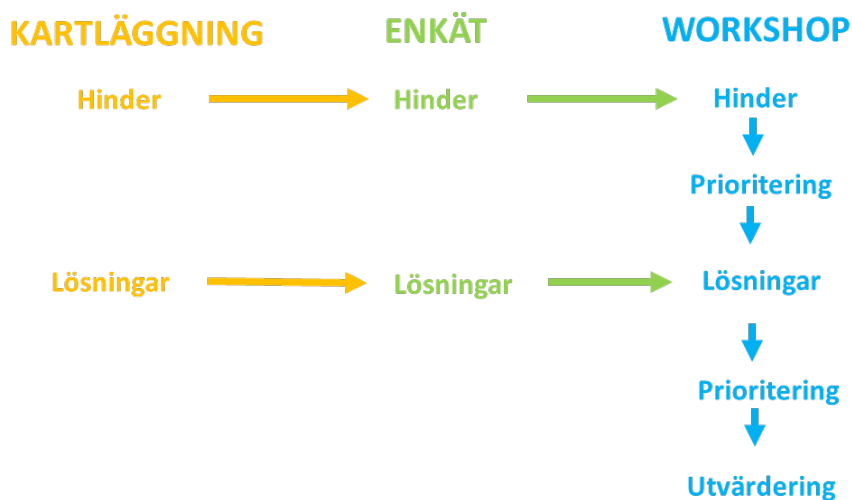 KARTLÄGGNING ENKÄT WORKSHOP
Hinder Hinder Hinder
Prioritering
Lösningar Lösningar Lösningar
Prioritering
Utvärdering